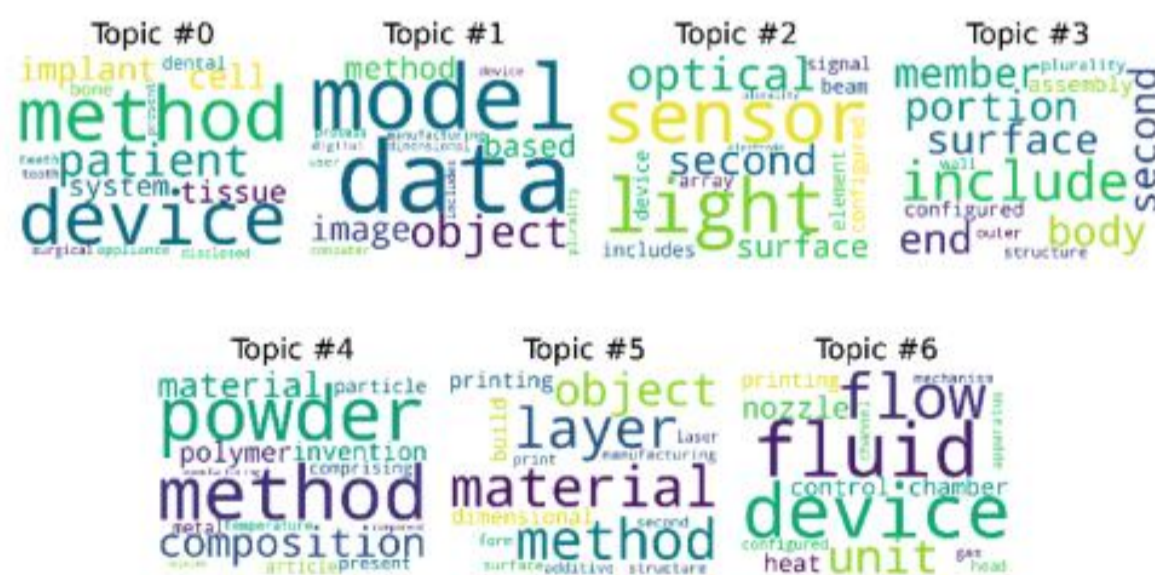 Topic #0
implant dental cell
bone
method
patient
teeth
tooth
system tissue
device
surgical appliance disclosed
Topic #1
method device
model
process manufacturing
digital dimensional based
user
data
includes
plurality
image object
computer
Topic #2
optical signal
beam
sensor
second
device
array
element
configured
light
includes surface
Topic #3
member plurality
assembly
portion
second
surface
wall
include
configured
end outer body
structure
Topic #4
material particle
powder
polymer invention
comprising
method
metal temperature
composition
article present
Topic #5
printing object
build
layer laser
print manufacturing
material
dimensional
second
form method
surface additive structure
Topic #6
printing flow mechanism
nozzle
channel
apparatus
fluid
control chamber
device
configured unit gas
heat head